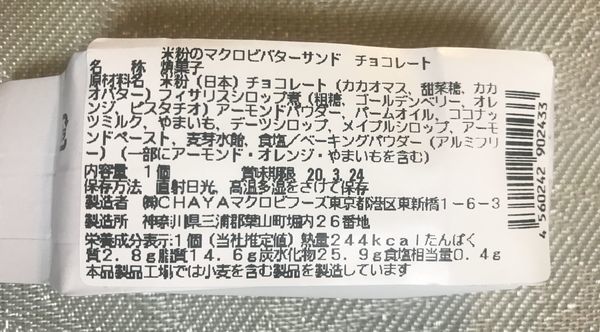 米粉のマクロビバターサンド チョコレート
名 称 焼菓子
原材料名 米粉(日本)チョコレート(カカオマス、甜菜糖、カカ
オバター)アイサリスシロップ煮(粗糖、ゴールデンベリー、オレ
ンジ、ピスタチオ)アーモンドパウダー、パームオイル、ココナッ
ツミルク、やまいも、デーツシロップ、メイプルシロップ、アーモ
ンドペースト、麦芽水飴、食塩/ベーキングパウダー(アルミフ
リー)(一部にアーモンド・オレンジ・やまいもを含む)
内容量 1個 賞味期限 20.3.24
保存方法 直射日光、高温多湿をさけて保存
製造者 ㈱CHAYAマクロビフーズ東京都港区東新橋1-6-3
製造所 神奈川県三浦郡葉山町堀内26番地
栄養成分表示:1個(当社推定値)熱量244kcalたんぱく
質2.8g脂質14.6g炭水化物25.9g食塩相当量0.4g
本品製造工場では小麦を含む製品を製造しています
4 560242 902433